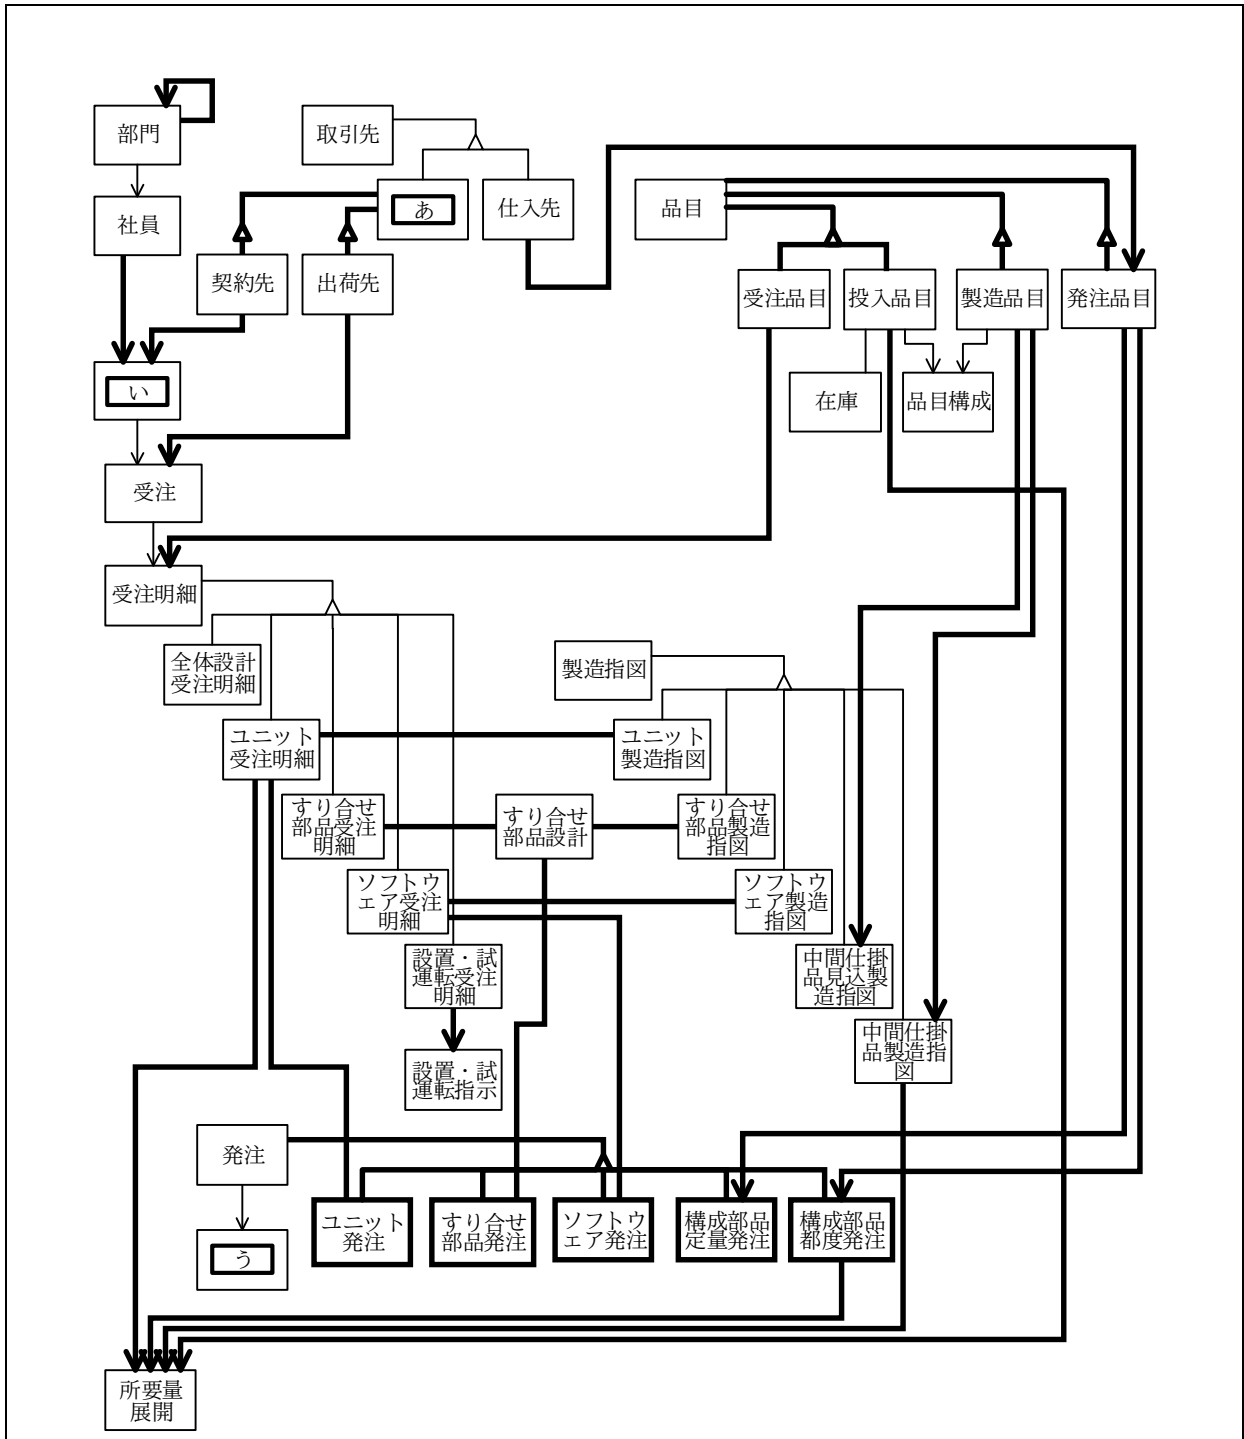 部門
取引先
社員
あ
仕入先
品目
契約先
出荷先
受注品目
投入品目
製造品目
発注品目
い
在庫
品目構成
受注
受注明細
全体設計
受注明細
製造指図
ユニット
受注明細
ユニット
製造指図
すり合せ
部品受注
明細
すり合せ
部品設計
すり合せ
部品製造
指図
ソフトウ
ェア受注
明細
ソフトウ
ェア製造
指図
設置・試
運転受注
明細
中間仕掛
品見込製
造指図
中間仕掛
品製造指
図
設置・試
運転指示
発注
う
ユニット
発注
すり合せ
部品発注
ソフトウ
ェア発注
構成部品
定量発注
構成部品
都度発注
所要量
展開